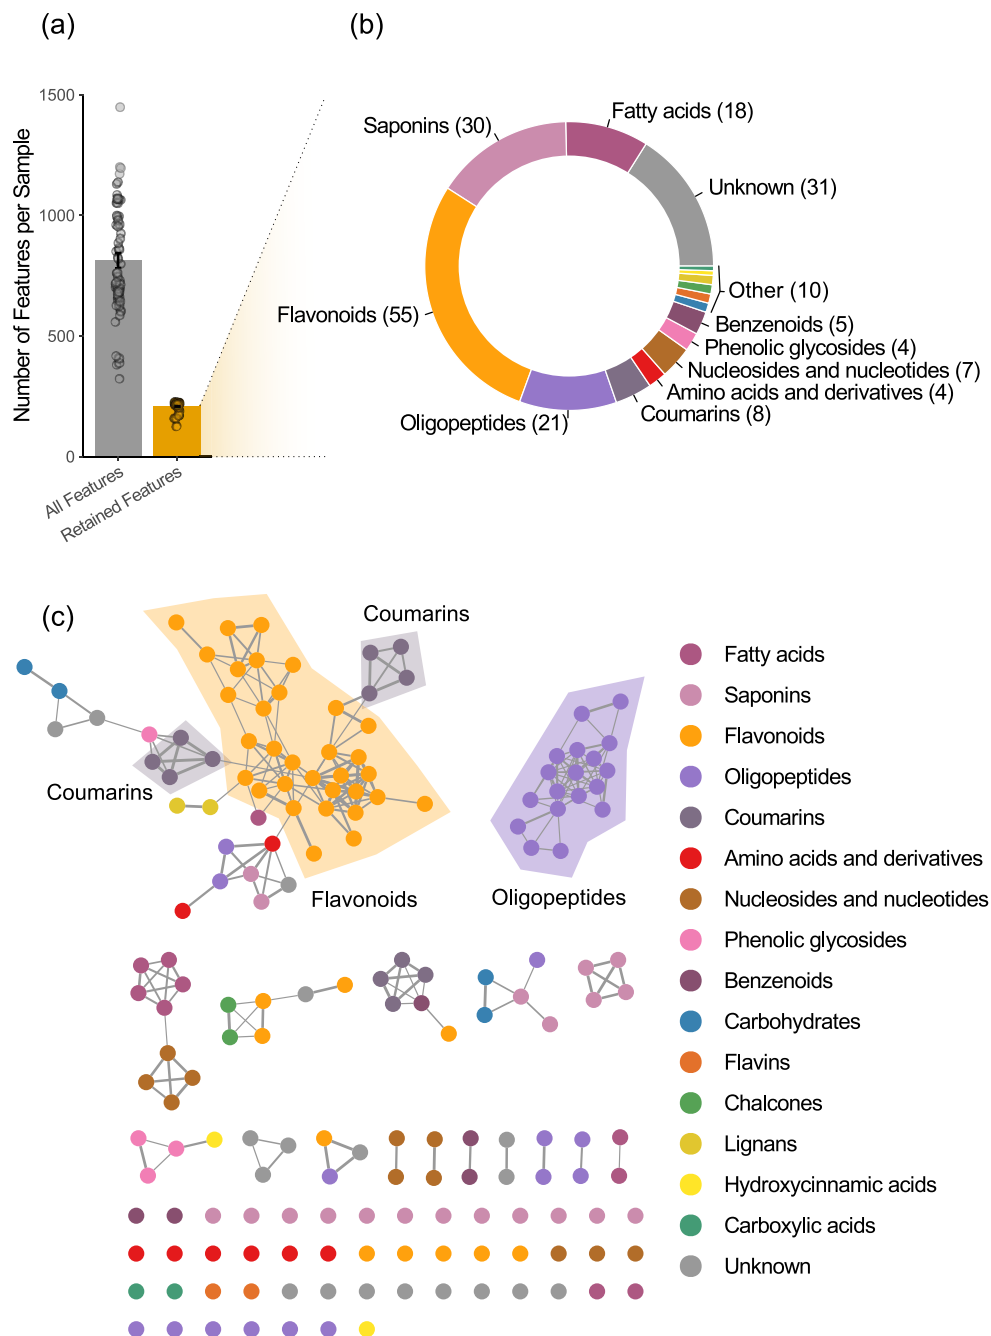 (a)
(b)
Number of Features per Sample
1500
1000
500
0
All Features
Retained Features
Fatty acids (18)
Saponins (30)
Unknown (31)
Flavonoids (55)
Other (10)
Benzenoids (5)
Phenolic glycosides (4)
Nucleosides and nucleotides (7)
Amino acids and derivatives (4)
Coumarins (8)
Oligopeptides (21)
(c)
Coumarins
Coumarins
Flavonoids
Oligopeptides
Fatty acids
Saponins
Flavonoids
Oligopeptides
Coumarins
Amino acids and derivatives
Nucleosides and nucleotides
Phenolic glycosides
Benzenoids
Carbohydrates
Flavins
Chalcones
Lignans
Hydroxycinnamic acids
Carboxylic acids
Unknown